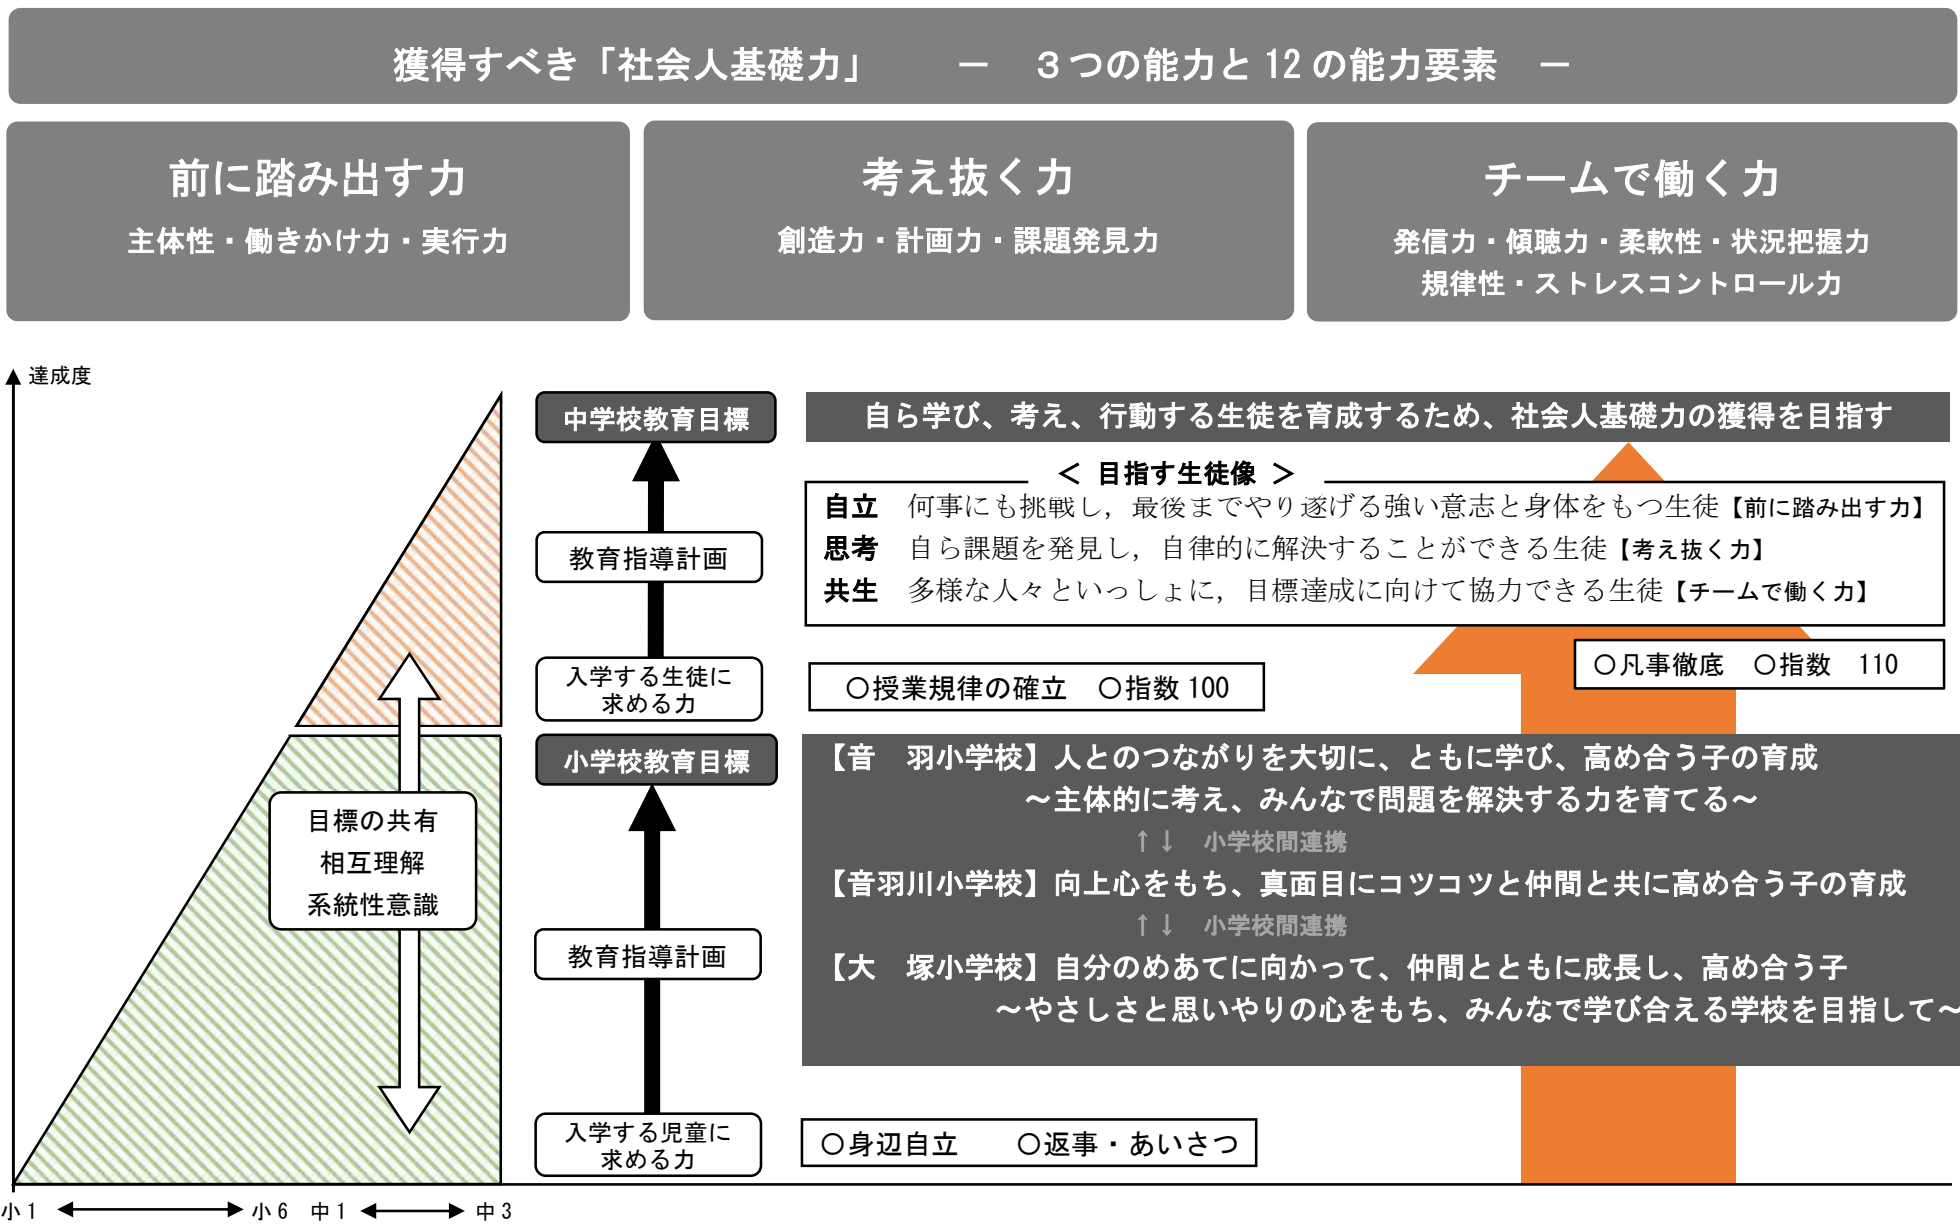 獲得すべき「社会人基礎力」　　－　３つの能力と12の能力要素　－
前に踏み出す力
主体性・働きかけ力・実行力
考え抜く力
創造力・計画力・課題発見力
チームで働く力
発信力・傾聴力・柔軟性・状況把握力
規律性・ストレスコントロール力
達成度
中学校教育目標
自ら学び、考え、行動する生徒を育成するため、社会人基礎力の獲得を目指す
＜ 目指す生徒像 ＞
自立　何事にも挑戦し，最後までやり遂げる強い意志と身体をもつ生徒【前に踏み出す力】
思考　自ら課題を発見し，自律的に解決することができる生徒【考え抜く力】
共生　多様な人々といっしょに，目標達成に向けて協力できる生徒【チームで働く力】
教育指導計画
入学する生徒に
求める力
○授業規律の確立　○指数100
○凡事徹底　○指数　110
小学校教育目標
【音　羽小学校】人とのつながりを大切に、ともに学び、高め合う子の育成
～主体的に考え、みんなで問題を解決する力を育てる～
↑↓　小学校間連携
【音羽川小学校】向上心をもち、真面目にコツコツと仲間と共に高め合う子の育成
↑↓　小学校間連携
【大　塚小学校】自分のめあてに向かって、仲間とともに成長し、高め合う子
～やさしさと思いやりの心をもち、みんなで学び合える学校を目指して～
目標の共有
相互理解
系統性意識
教育指導計画
入学する児童に
求める力
○身辺自立　　○返事・あいさつ
小1　小6　中1　中3